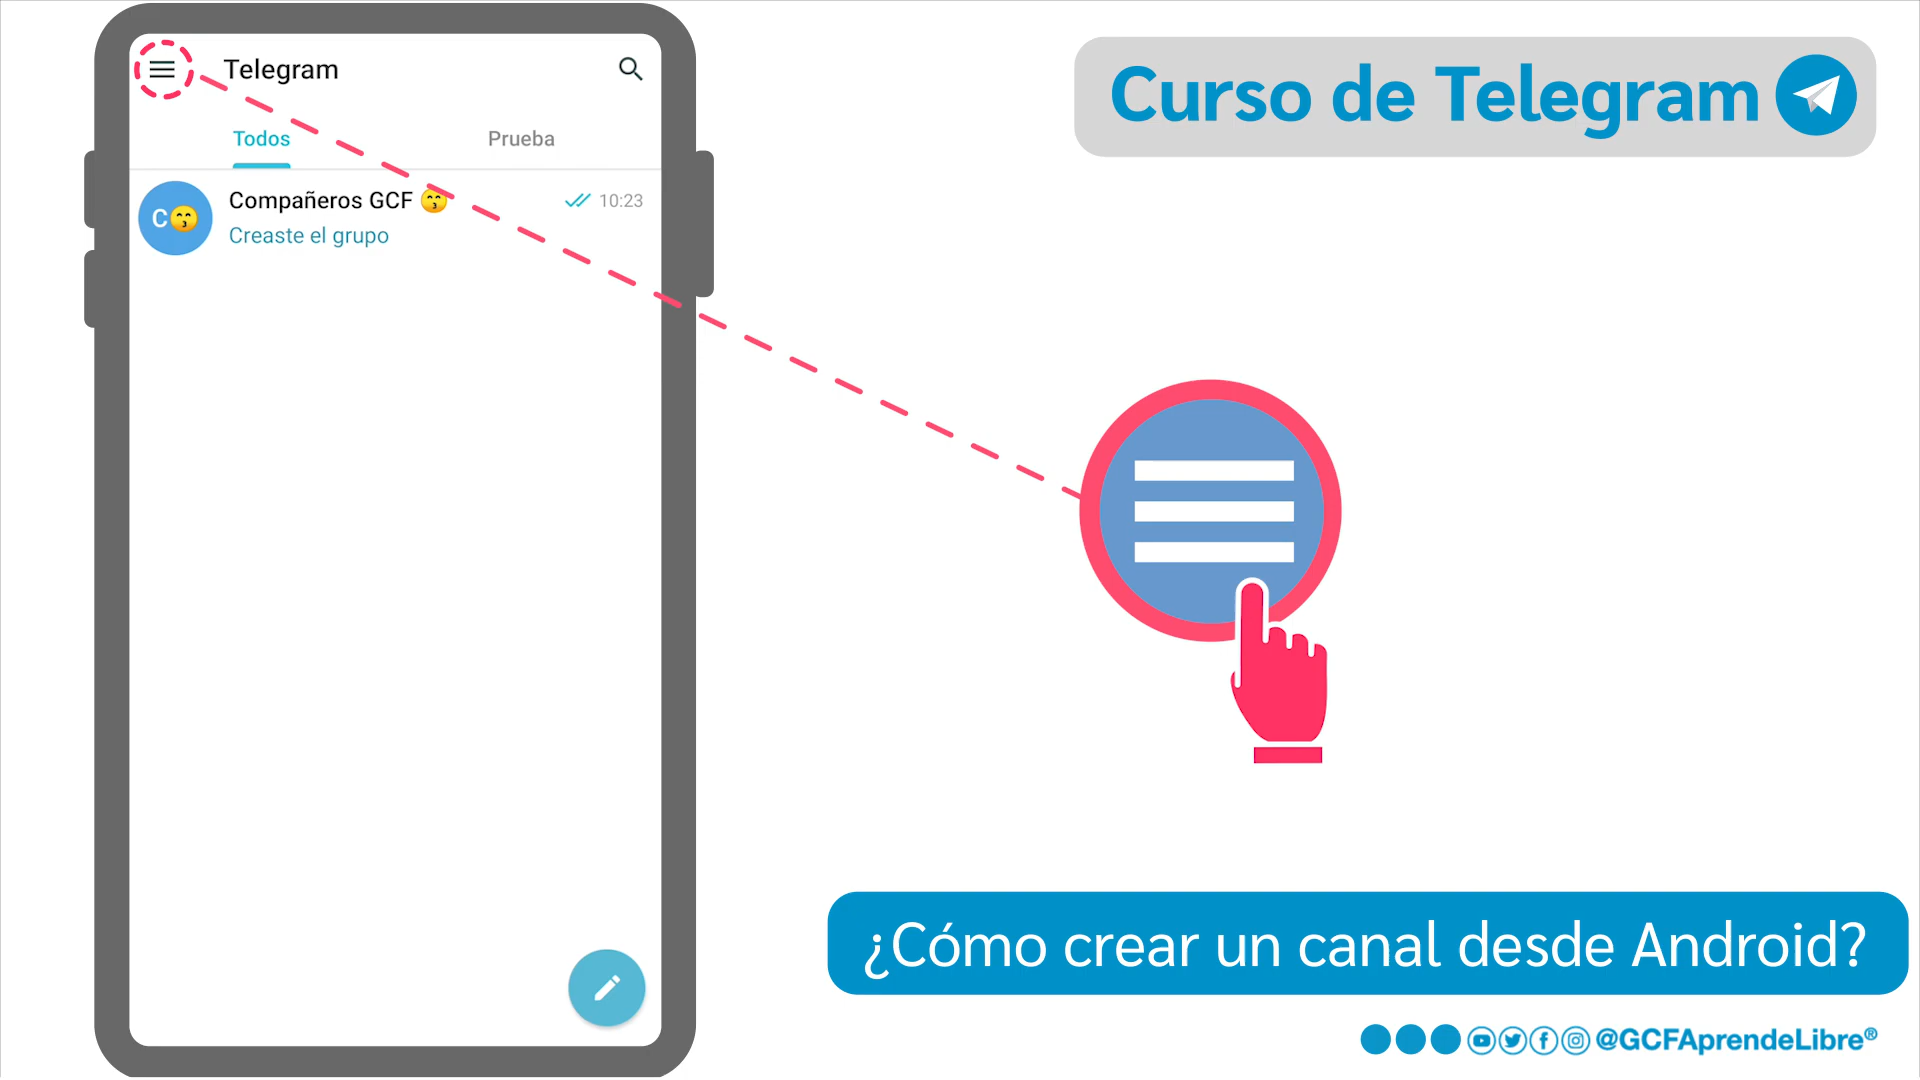 Telegram
Todos
Prueba
Compañeros GCF 😙
10:23
C😙
Creaste el grupo
Curso de Telegram
¿Cómo crear un canal desde Android?
@GCFAprendeLibre®